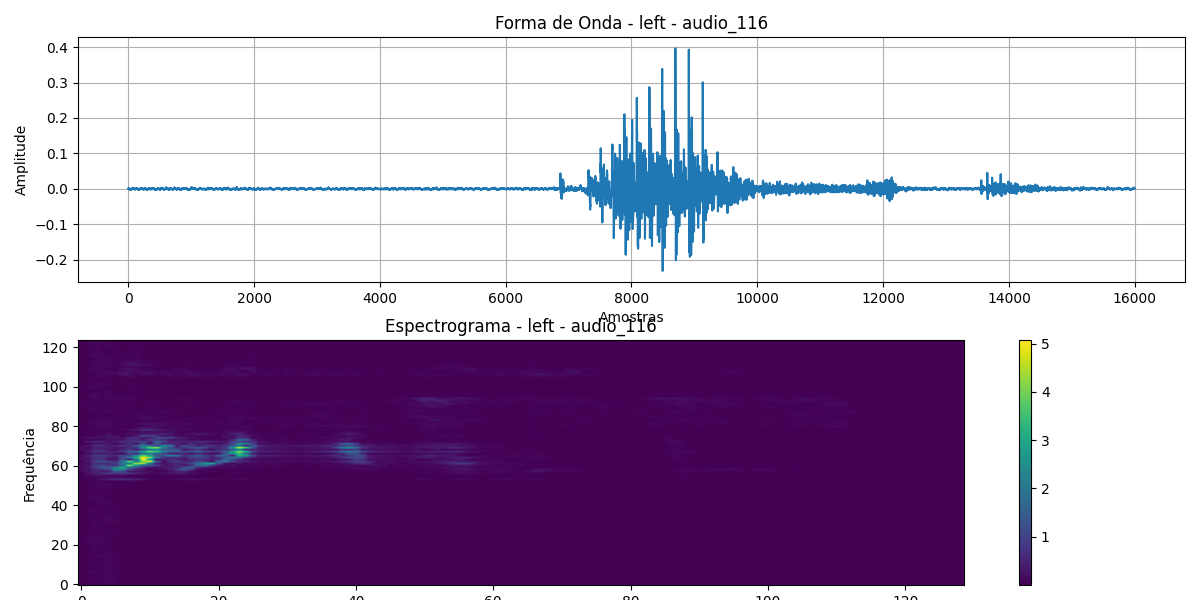 Forma de Onda - left - audio_116
0.4
0.3
0.2
0.1
0.0
−0.1
−0.2
Amplitude
0 2000 4000 6000 8000 10000 12000 14000 16000
Amostras
Espectrograma - left - audio_116
120
100
80
60
40
20
0
Frequência
0 20 40 60 80 100 120
5
4
3
2
1